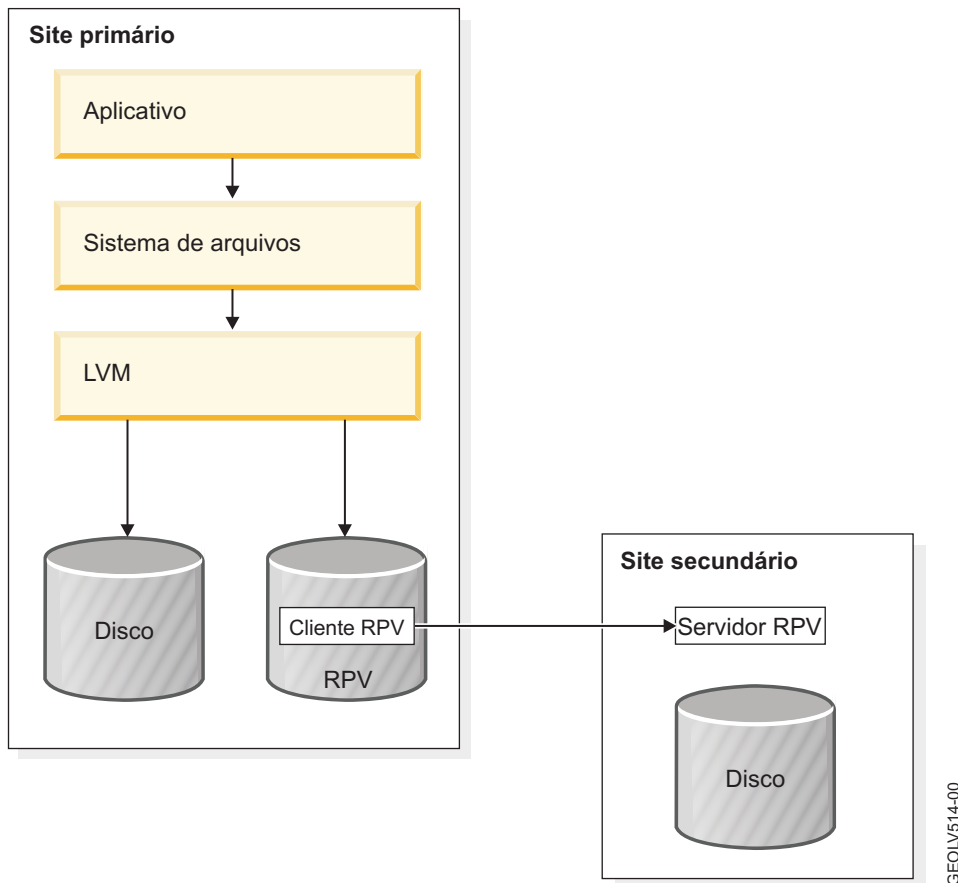 Site primário
Aplicativo
Sistema de arquivos
LVM
Disco
Cliente RPV
RPV
Site secundário
Servidor RPV
Disco
GEOLV514-00